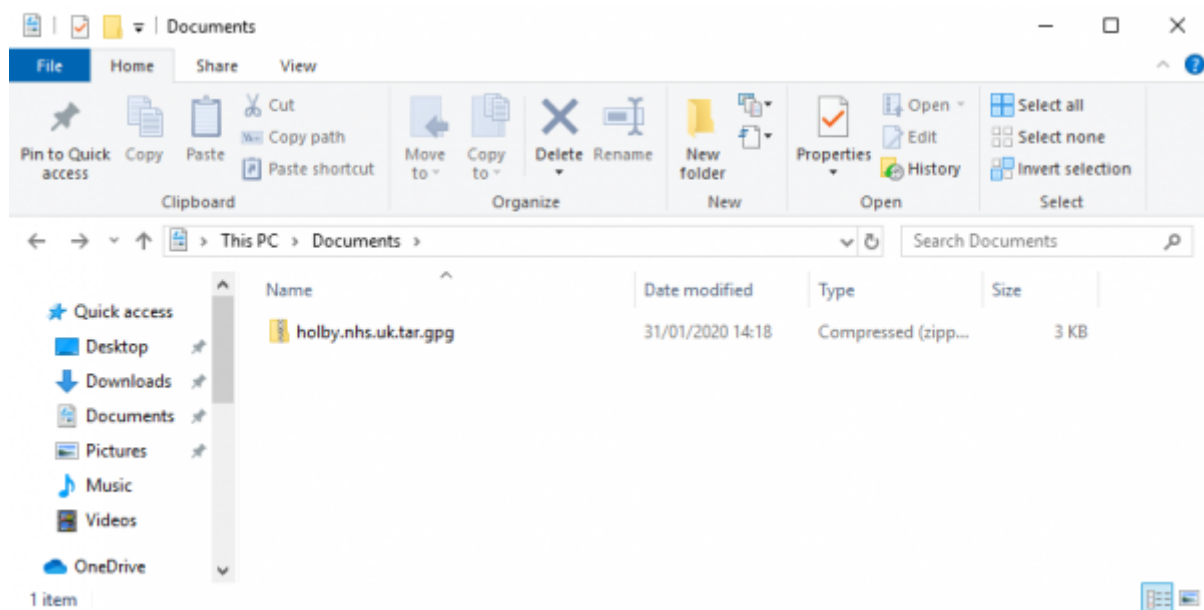 Documents
File Home Share View
Pin to Quick access
Copy
Paste
Cut
Copy path
Paste shortcut
Clipboard
Move to
Copy to
Delete
Rename
Organize
New folder
New
Properties
Open
Edit
History
Open
Select all
Select none
Invert selection
Select
This PC > Documents >
Search Documents
Quick access
Desktop
Downloads
Documents
Pictures
Music
Videos
OneDrive
Name Date modified Type Size
holby.nhs.uk.tar.gpg 31/01/2020 14:18 Compressed (zipp... 3 KB
1 item